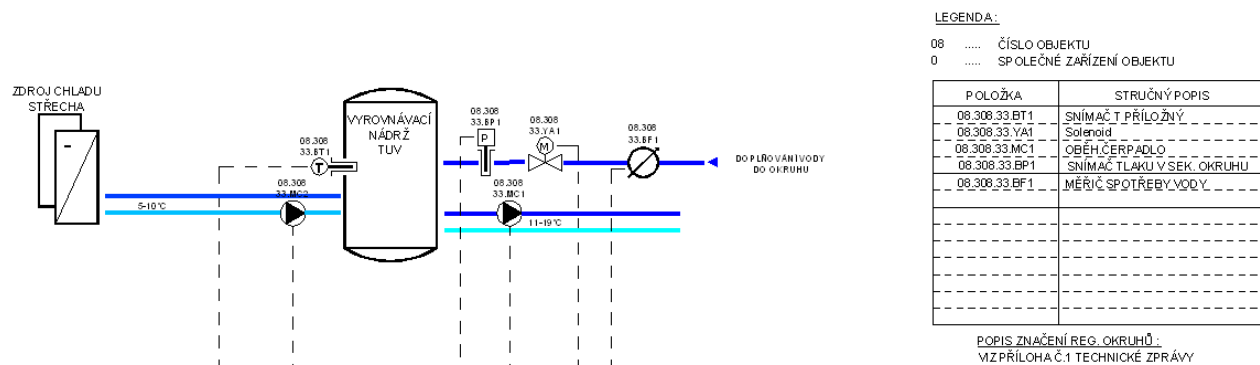 ZDROJ CHLADU
STŘECHA
5-10°C
08.308
33.BT1
T
08.308
33.MC2
VYROVNÁVACÍ
NÁDRŽ
TUV
08.308
33.BP1
P
08.308
33.YA1
M
08.308
33.BF1
DOPLŇOVÁNÍ VODY
DO OKRUHU
08.308
33.MC1
11-19°C
LEGENDA:
08 ..... ČÍSLO OBJEKTU
0 ..... SPOLEČNÉ ZAŘÍZENÍ OBJEKTU
POLOŽKA STRUČNÝ POPIS
08.308.33.BT1 SNÍMAČ T PŘÍLOŽNÝ
08.308.33.YA1 Solenoid
08.308.33.MC1 OBĚH.ČERPADLO
08.308.33.BP1 SNÍMAČ TLAKU V SEK. OKRUHU
08.308.33.BF1 MĚŘIČ SPOTŘEBY VODY
POPIS ZNAČENÍ REG. OKRUHŮ :
VIZ PŘÍLOHA Č.1 TECHNICKÉ ZPRÁVY